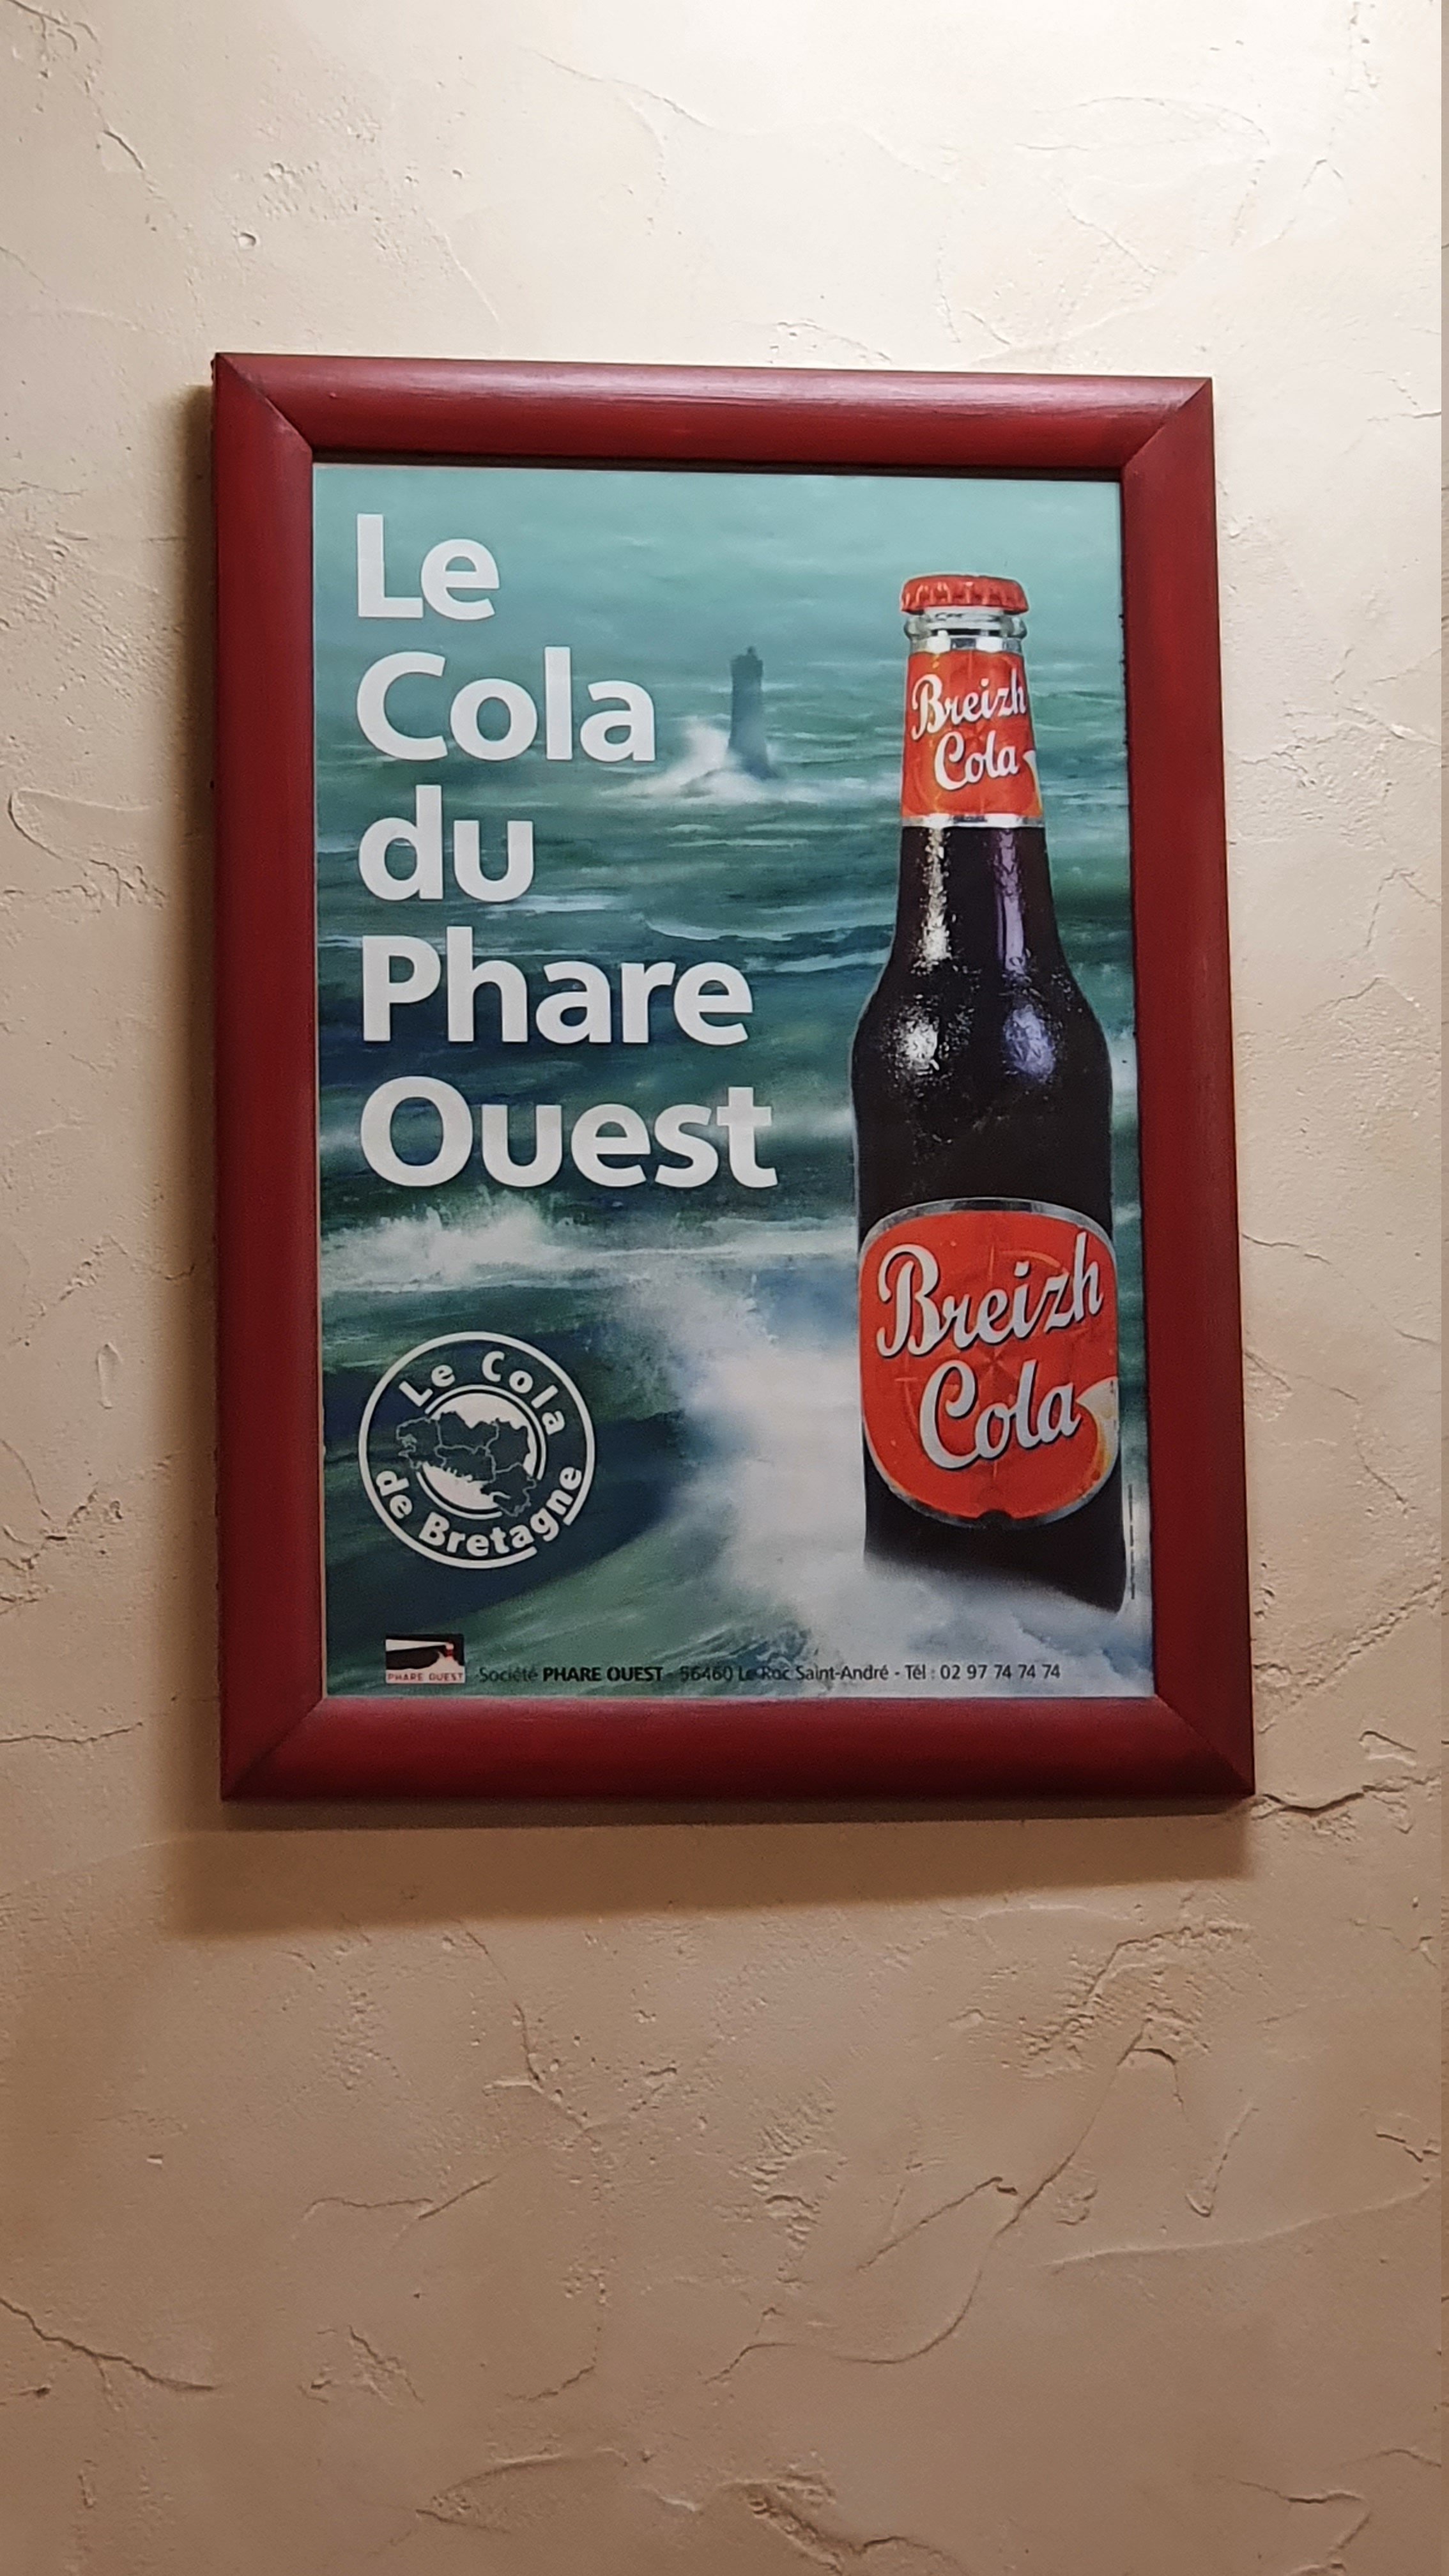 Le
Cola
du
Phare
Ouest
Breizh
Cola
Breizh
Cola
Le Cola
de Bretagne
PHARE OUEST
Société PHARE OUEST - 56460 Le Roc Saint-André - Tél : 02 97 74 74 74